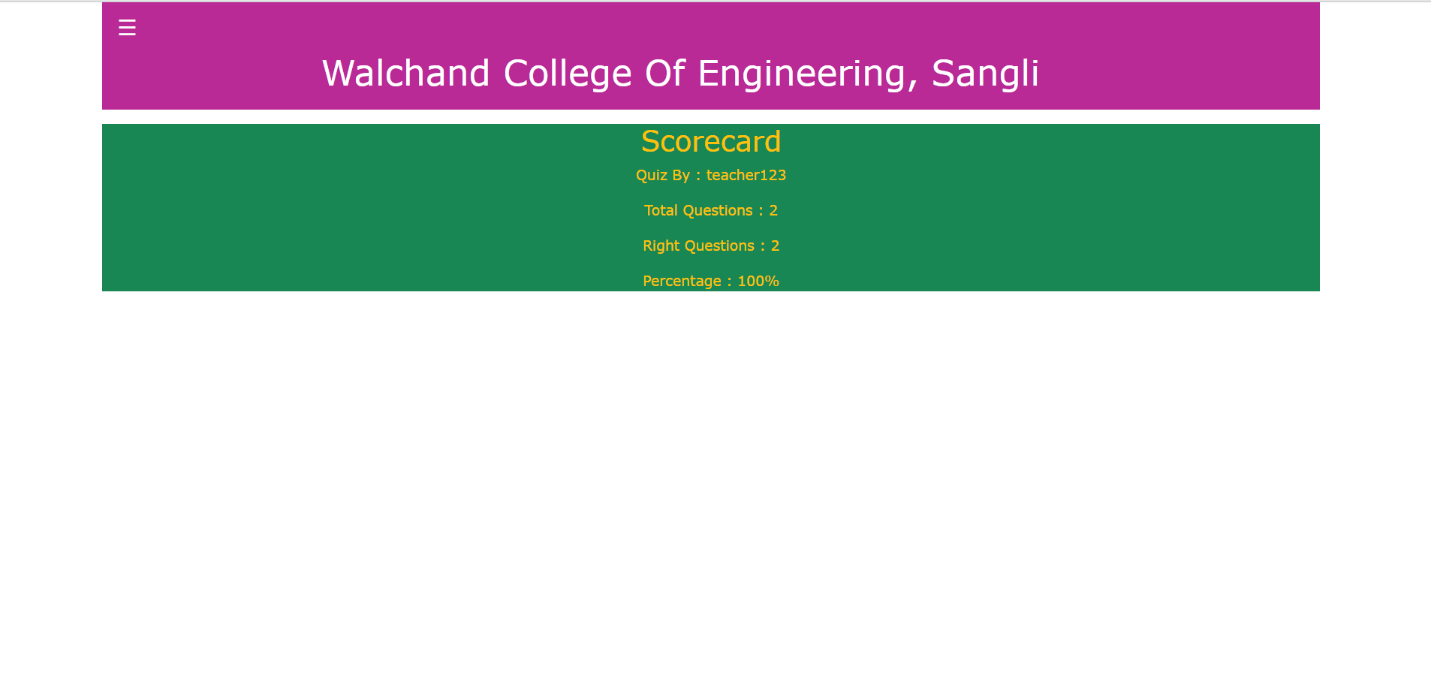 Walchand College Of Engineering, Sangli
Scorecard
Quiz By : teacher123
Total Questions : 2
Right Questions : 2
Percentage : 100%